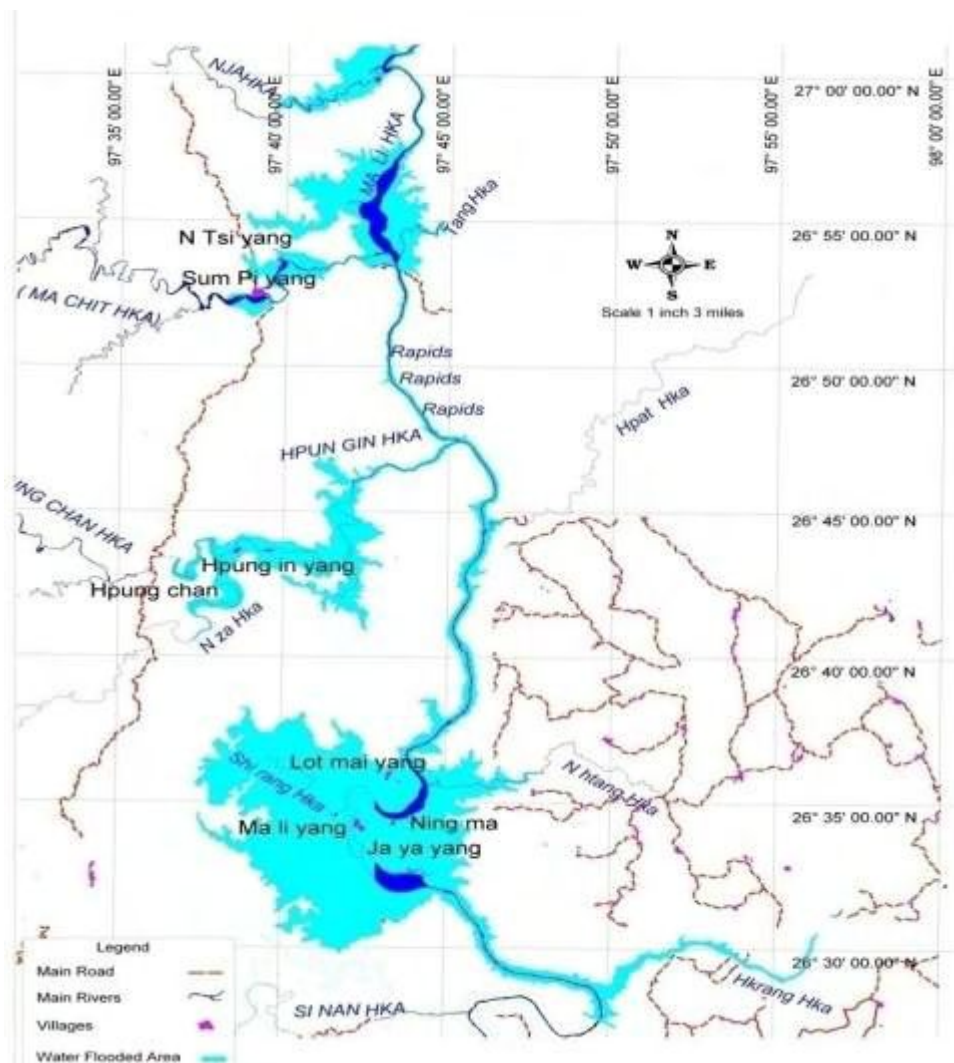 NJA HKA
97° 35' 00.00" E
97° 40' 00.00" E
MA LI HKA
97° 45' 00.00" E
97° 50' 00.00" E
97° 55' 00.00" E
98° 00' 00.00" E
27° 00' 00.00" N
Tang Hka
26° 55' 00.00" N
N Tsi yang
N
W E
S
Sum Pi yang
( MA CHIT HKA)
Scale 1 inch 3 miles
Rapids
Rapids
Rapids
26° 50' 00.00" N
Hpat Hka
HPUN GIN HKA
UNG CHAN HKA
26° 45' 00.00" N
Hpung in yang
Hpung chan
N za Hka
26° 40' 00.00" N
Lot mai yang
Shi rang Hka
N htang Hka
Ma li yang
Ning ma
26° 35' 00.00" N
Ja ya yang
26° 30' 00.00" N
Hkrang Hka
SI NAN HKA
Legend
Main Road
Main Rivers
Villages
Water Flooded Area